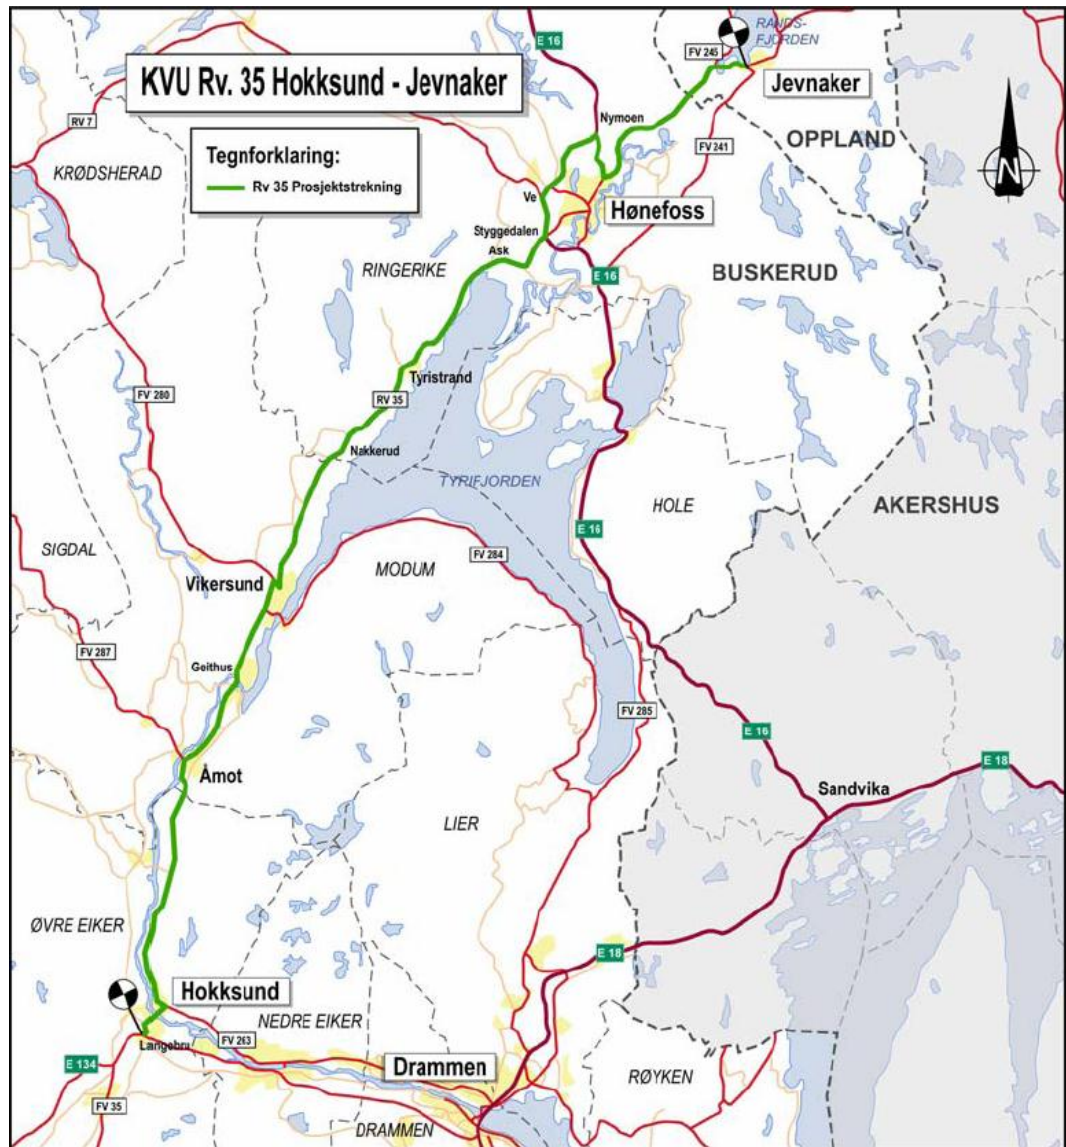 E 16
RANDS-
FJORDEN
FV 245
KVU Rv. 35 Hokksund - Jevnaker
Jevnaker
Nymoen
RV 7
OPPLAND
Tegnforklaring:
FV 241
KRØDSHERAD
N
Rv 35 Prosjektstrekning
Ve
Hønefoss
Styggedalen
Ask
RINGERIKE
E 16
BUSKERUD
Tyristrand
FV 280
RV 35
Nakkerud
TYRIFJORDEN
HOLE
AKERSHUS
E 16
SIGDAL
FV 284
MODUM
Vikersund
FV 287
Geithus
FV 285
E 16
E 18
Åmot
Sandvika
LIER
ØVRE EIKER
E 18
Hokksund
NEDRE EIKER
Langebru
FV 263
E 134
Drammen
RØYKEN
FV 35
DRAMMEN